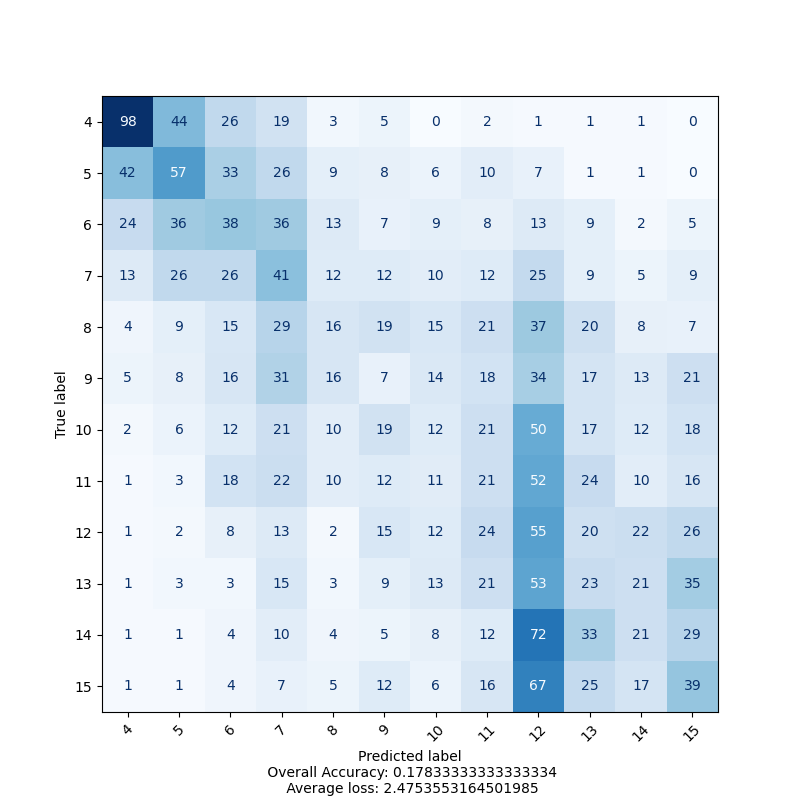 4 98 44 26 19 3 5 0 2 1 1 1 0
5 42 57 33 26 9 8 6 10 7 1 1 0
6 24 36 38 36 13 7 9 8 13 9 2 5
7 13 26 26 41 12 12 10 12 25 9 5 9
8 4 9 15 29 16 19 15 21 37 20 8 7
9 5 8 16 31 16 7 14 18 34 17 13 21
True label
10 2 6 12 21 10 19 12 21 50 17 12 18
11 1 3 18 22 10 12 11 21 52 24 10 16
12 1 2 8 13 2 15 12 24 55 20 22 26
13 1 3 3 15 3 9 13 21 53 23 21 35
14 1 1 4 10 4 5 8 12 72 33 21 29
15 1 1 4 7 5 12 6 16 67 25 17 39
4 5 6 7 8 9 10 11 12 13 14 15
Predicted label
Overall Accuracy: 0.17833333333333334
Average loss: 2.4753553164501985